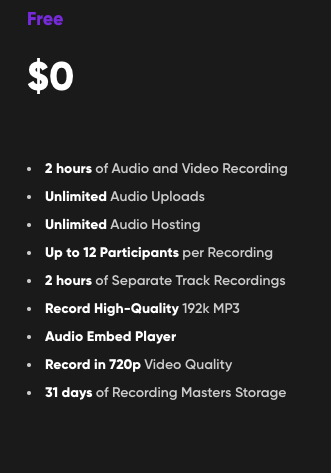 Free
$0
2 hours of Audio and Video Recording
Unlimited Audio Uploads
Unlimited Audio Hosting
Up to 12 Participants per Recording
2 hours of Separate Track Recordings
Record High-Quality 192k MP3
Audio Embed Player
Record in 720p Video Quality
31 days of Recording Masters Storage